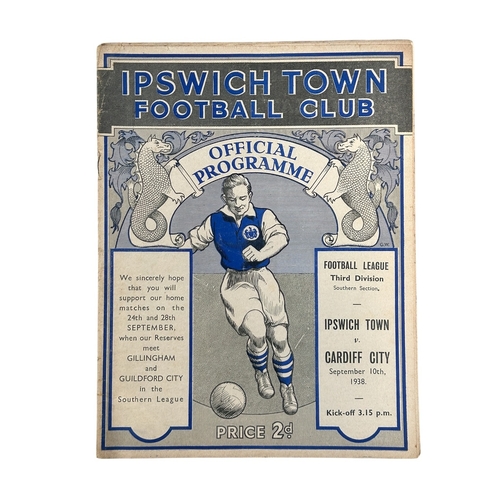 IPSWICH TOWN
FOOTBALL CLUB
OFFICIAL
PROGRAMME
G.W.
We sincerely hope
that you will
support our home
matches on the
24th and 28th
SEPTEMBER,
when our Reserves
meet
GILLINGHAM
and
GUILDFORD CITY
in the
Southern League
FOOTBALL LEAGUE
Third Division
Southern Section,
IPSWICH TOWN
v.
CARDIFF CITY
September 10th,
1938.
Kick-off 3.15 p.m.
PRICE 2d.